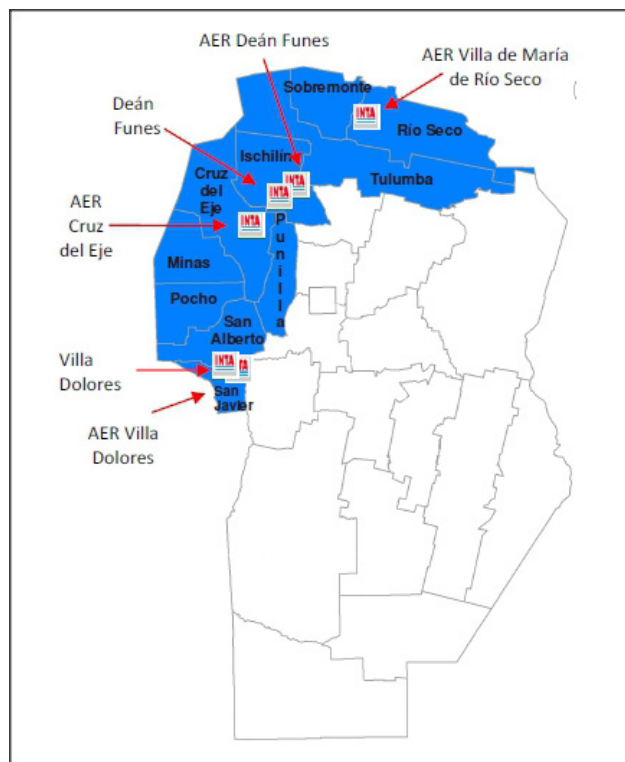 AER Deán Funes
AER Villa de María
de Río Seco
Deán
Funes
Sobremonte
INTA
Río Seco
Ischilín
INTA
Tulumba
Cruz
del
Eje
INTA
AER
Cruz
del Eje
INTA
P
u
n
i
l
l
a
Minas
Pocho
San
Alberto
Villa
Dolores
INTA
TA
San
Javier
AER Villa
Dolores